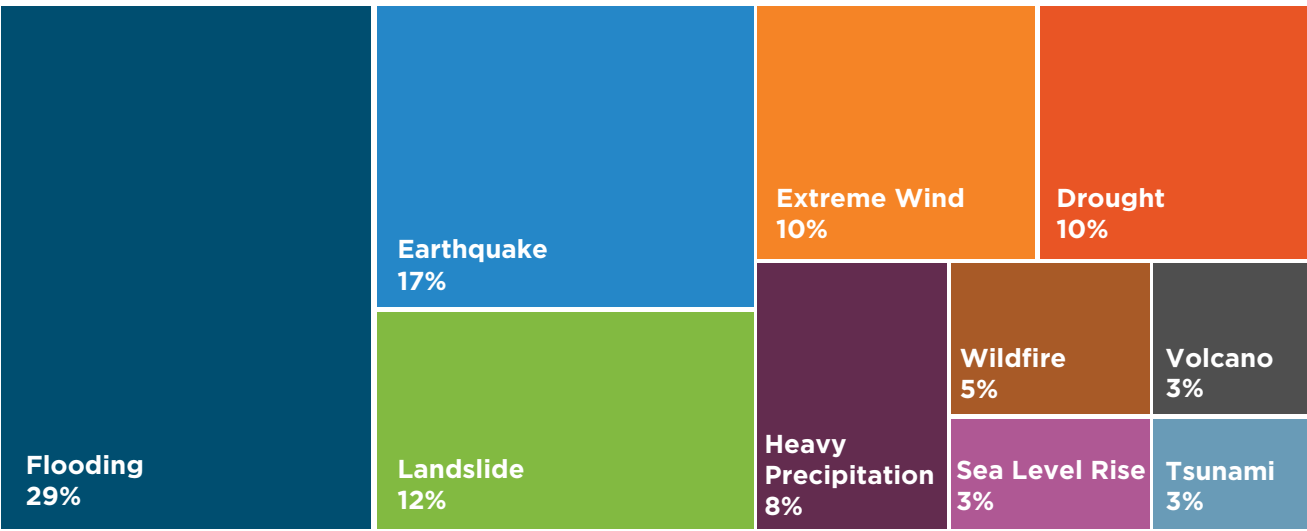 Flooding
29%
Earthquake
17%
Landslide
12%
Extreme Wind
10%
Drought
10%
Heavy
Precipitation
8%
Wildfire
5%
Volcano
3%
Sea Level Rise
3%
Tsunami
3%